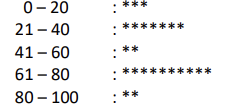 0 – 20 : ***
21 – 40 : *******
41 – 60 : **
61 – 80 : **********
80 – 100 : **